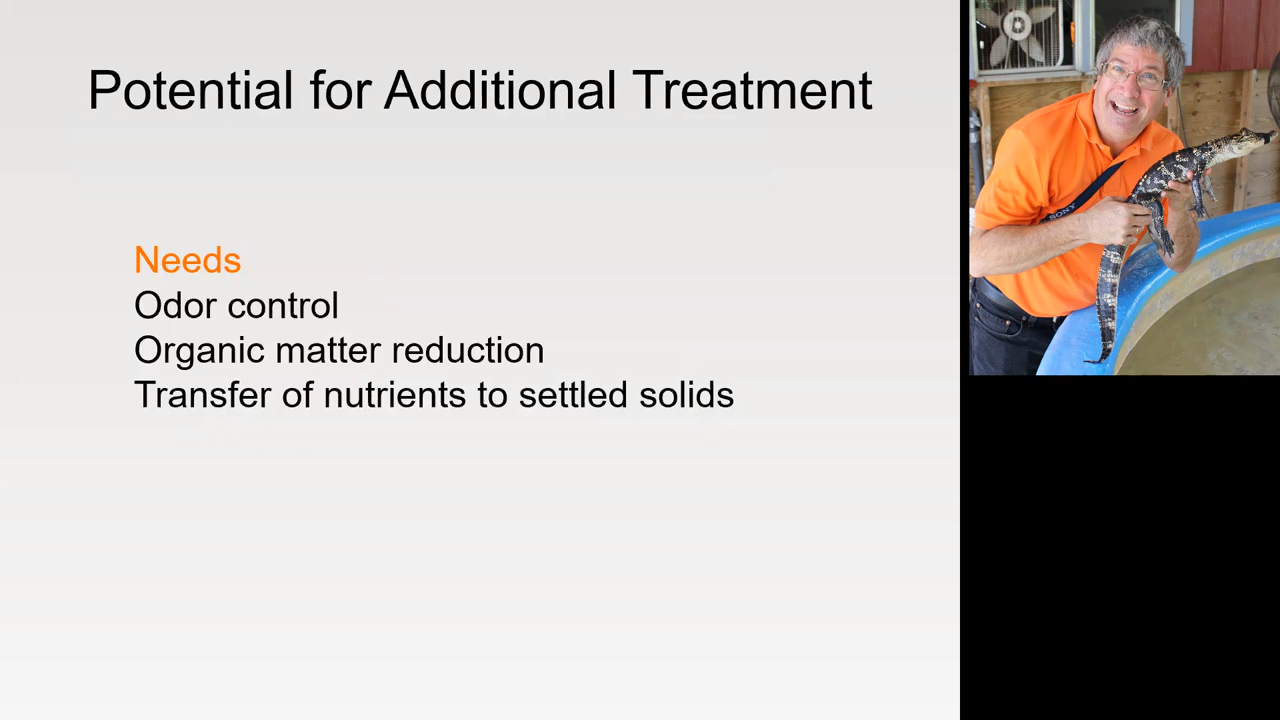 Potential for Additional Treatment
Needs
Odor control
Organic matter reduction
Transfer of nutrients to settled solids
SONY